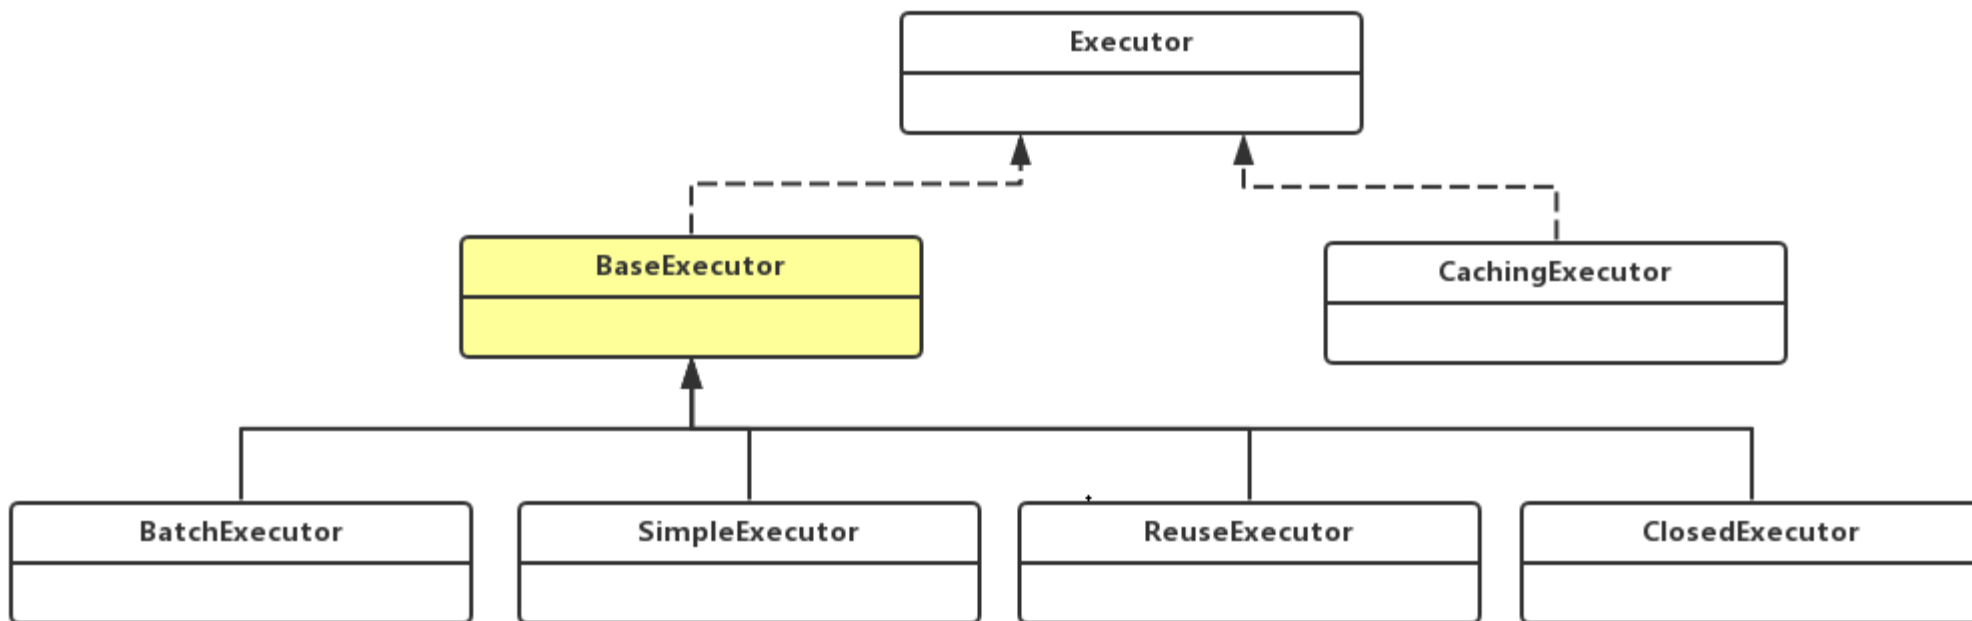 Executor
BaseExecutor
CachingExecutor
BatchExecutor
SimpleExecutor
ReuseExecutor
ClosedExecutor